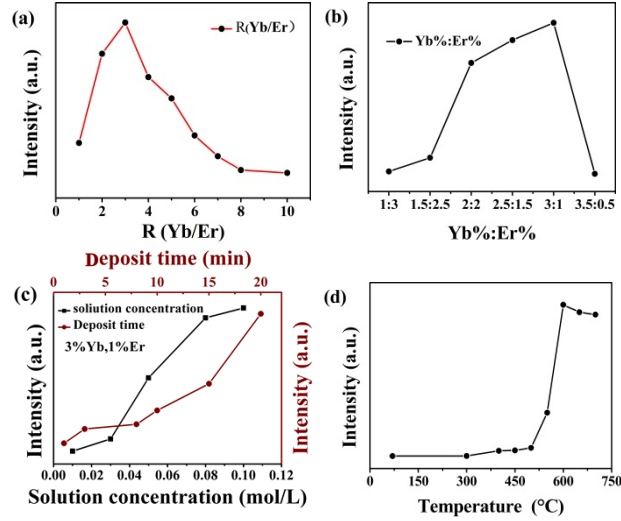 (a)
R(Yb/Er)
Intensity (a.u.)
0 2 4 6 8 10
R (Yb/Er)
(b)
Yb%:Er%
Intensity (a.u.)
1:3 1.5:2.5 2:2 2.5:1.5 3:1 3.5:0.5
Yb%:Er%
Deposit time (min)
0 5 10 15 20
(c)
soliution concentration
Deposit time
3%Yb,1%Er
Intensity (a.u.)
Intensity (a.u.)
0.00 0.02 0.04 0.06 0.08 0.10 0.12
Solution concentration (mol/L)
(d)
Intensity (a.u.)
0 150 300 450 600 750
Temperature (°C)